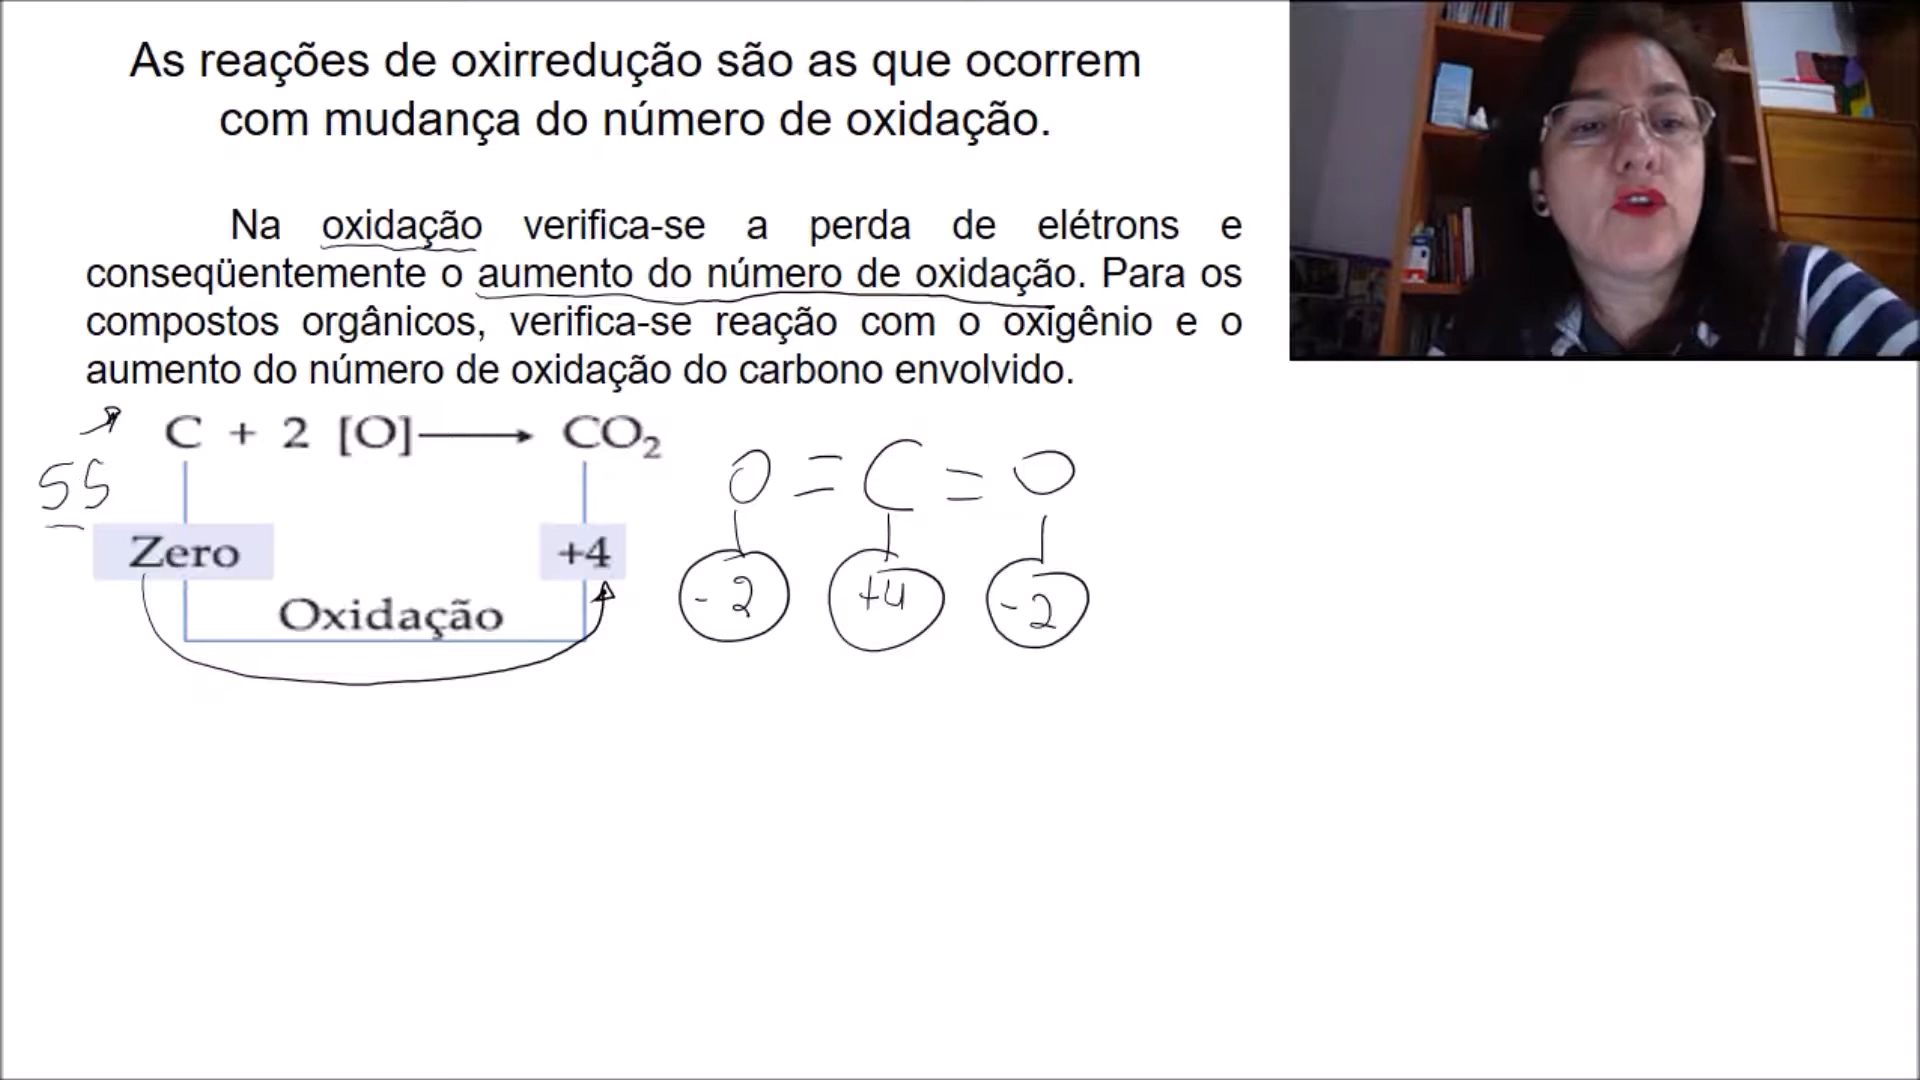 As reações de oxirredução são as que ocorrem
com mudança do número de oxidação.
Na oxidação verifica-se a perda de elétrons e
conseqüentemente o aumento do número de oxidação. Para os
compostos orgânicos, verifica-se reação com o oxigênio e o
aumento do número de oxidação do carbono envolvido.
C + 2 [O] ⟶ CO₂
O = C = O
SS
Zero +4
-2 +4 -2
Oxidação